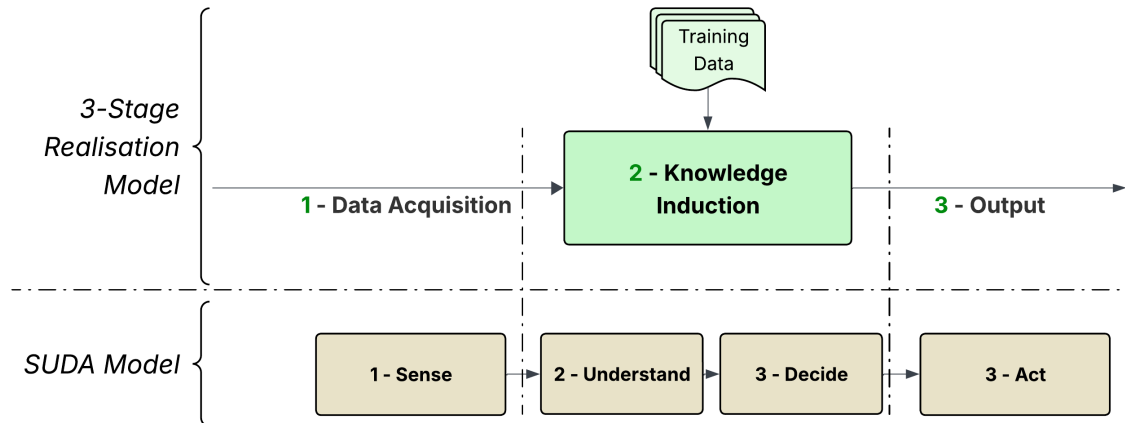 Training
Data
3-Stage
Realisation
Model
2 - Knowledge
Induction
1 - Data Acquisition
3 - Output
SUDA Model
1 - Sense
2 - Understand
3 - Decide
3 - Act